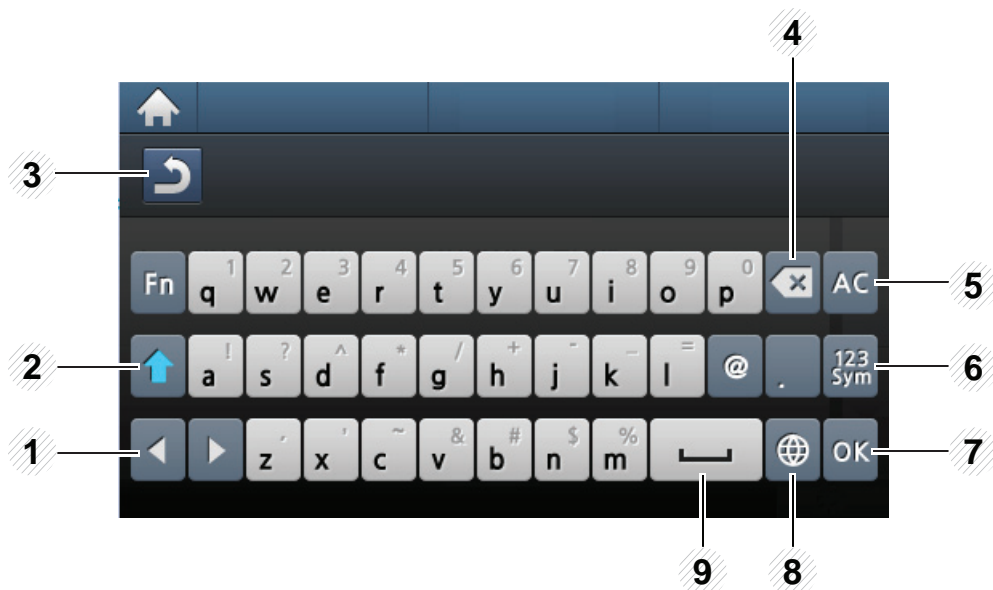 4
3
1 2 3 4 5 6 7 8 9 0
Fn q w e r t y u i o p AC
5
! ? ^ * / + - _ =
2
a s d f g h j k l @ . 123 Sym
6
, ' ~ & # $ %
1
z x c v b n m OK
7
9 8